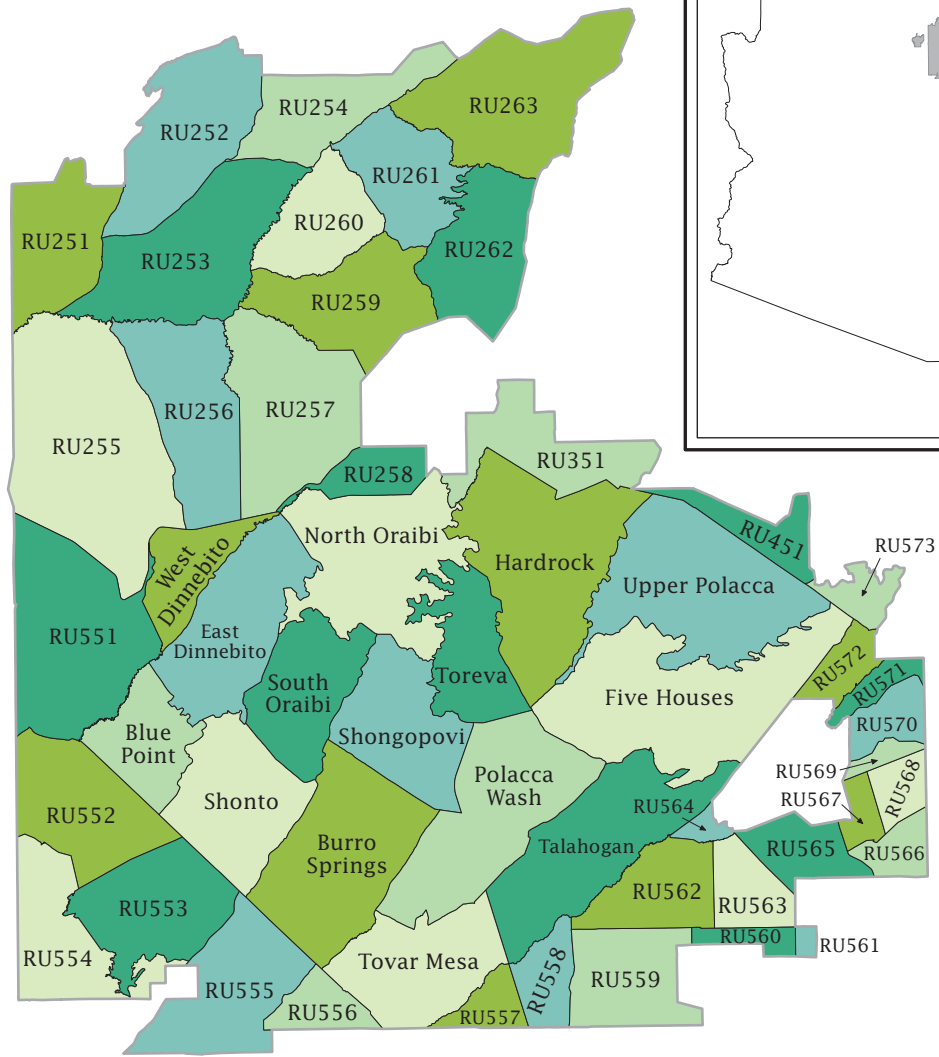 RU263
RU254
RU252
RU261
RU260
RU251
RU262
RU253
RU259
RU256
RU257
RU255
RU351
RU258
North Oraibi
RU451
RU573
Hardrock
West
Dinnebito
Upper Polacca
RU551
East
Dinnebito
RU572
South
Oraibi
Toreva
RU571
Five Houses
RU570
Blue
Point
Shongopovi
RU569
RU568
Polacca
Wash
RU567
Shonto
RU564
RU552
Burro
Springs
Talahogan
RU565
RU566
RU562
RU563
RU553
RU560
RU561
RU554
Tovar Mesa
RU558
RU559
RU555
RU556
RU557